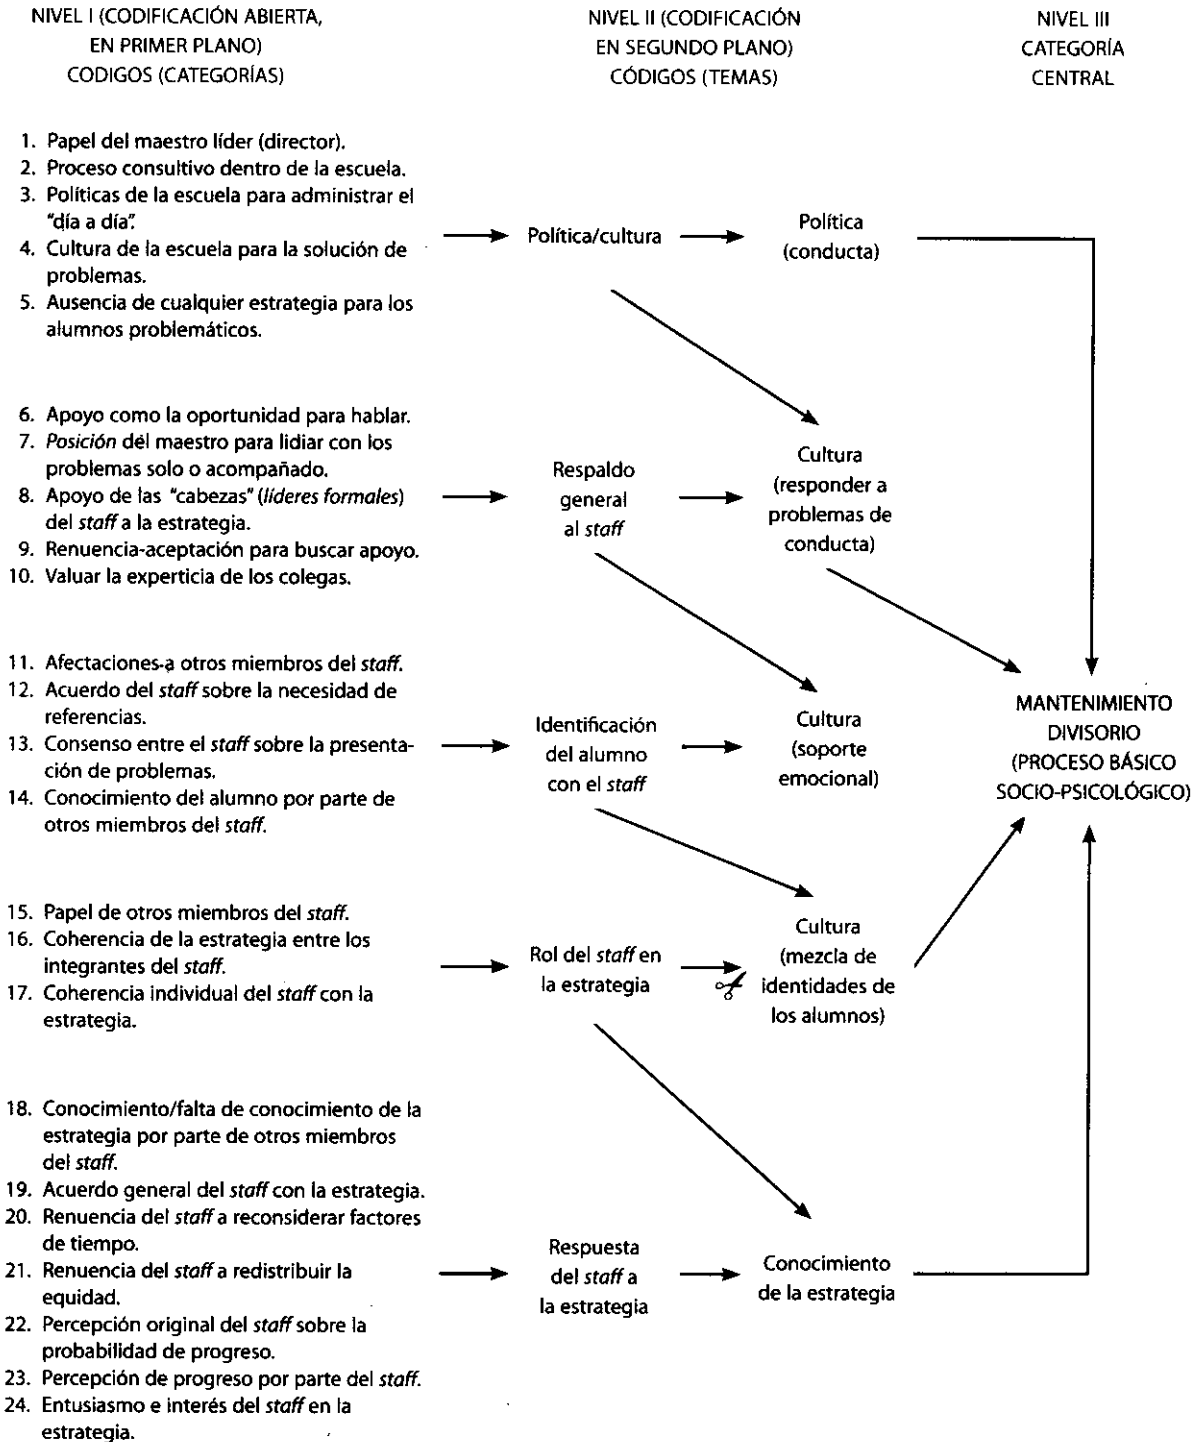 NIVEL I (CODIFICACIÓN ABIERTA,
EN PRIMER PLANO)
CODIGOS (CATEGORÍAS)
NIVEL II (CODIFICACIÓN
EN SEGUNDO PLANO)
CÓDIGOS (TEMAS)
NIVEL III
CATEGORÍA
CENTRAL
1. Papel del maestro líder (director).
2. Proceso consultivo dentro de la escuela.
3. Políticas de la escuela para administrar el
"día a día".
4. Cultura de la escuela para la solución de
problemas.
5. Ausencia de cualquier estrategia para los
alumnos problemáticos.
Política/cultura
Política
(conducta)
6. Apoyo como la oportunidad para hablar.
7. Posición del maestro para lidiar con los
problemas solo o acompañado.
8. Apoyo de las "cabezas" (líderes formales)
del staff a la estrategia.
9. Renuencia-aceptación para buscar apoyo.
10. Valuar la experticia de los colegas.
Respaldo
general
al staff
Cultura
(responder a
problemas de
conducta)
11. Afectaciones-a otros miembros del staff.
12. Acuerdo del staff sobre la necesidad de
referencias.
13. Consenso entre el staff sobre la presenta-
ción de problemas.
14. Conocimiento del alumno por parte de
otros miembros del staff.
Identificación
del alumno
con el staff
Cultura
(soporte
emocional)
MANTENIMIENTO
DIVISORIO
(PROCESO BÁSICO
SOCIO-PSICOLÓGICO)
15. Papel de otros miembros del staff.
16. Coherencia de la estrategia entre los
integrantes del staff.
17. Coherencia individual del staff con la
estrategia.
Rol del staff en
la estrategia
Cultura
(mezcla de
identidades de
los alumnos)
18. Conocimiento/falta de conocimiento de la
estrategia por parte de otros miembros
del staff.
19. Acuerdo general del staff con la estrategia.
20. Renuencia del staff a reconsiderar factores
de tiempo.
21. Renuencia del staff a redistribuir la
equidad.
22. Percepción original del staff sobre la
probabilidad de progreso.
23. Percepción de progreso por parte del staff.
24. Entusiasmo e interés del staff en la
estrategia.
Respuesta
del staff a
la estrategia
Conocimiento
de la estrategia